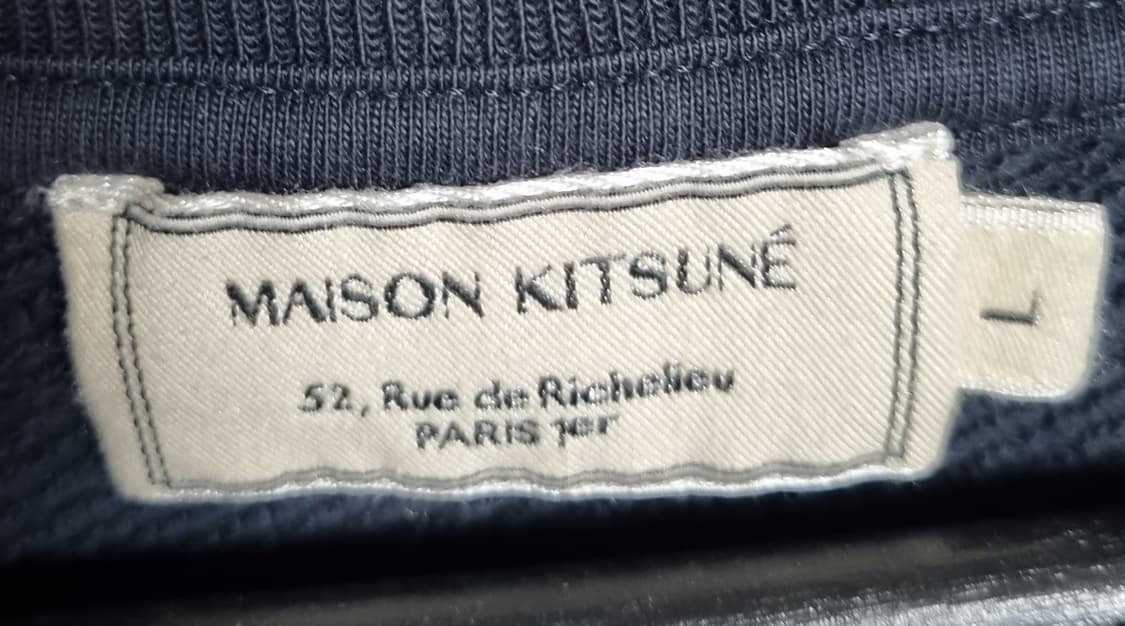 MAISON KITSUNÉ
52, Rue de Richelieu
PARIS 1er
L